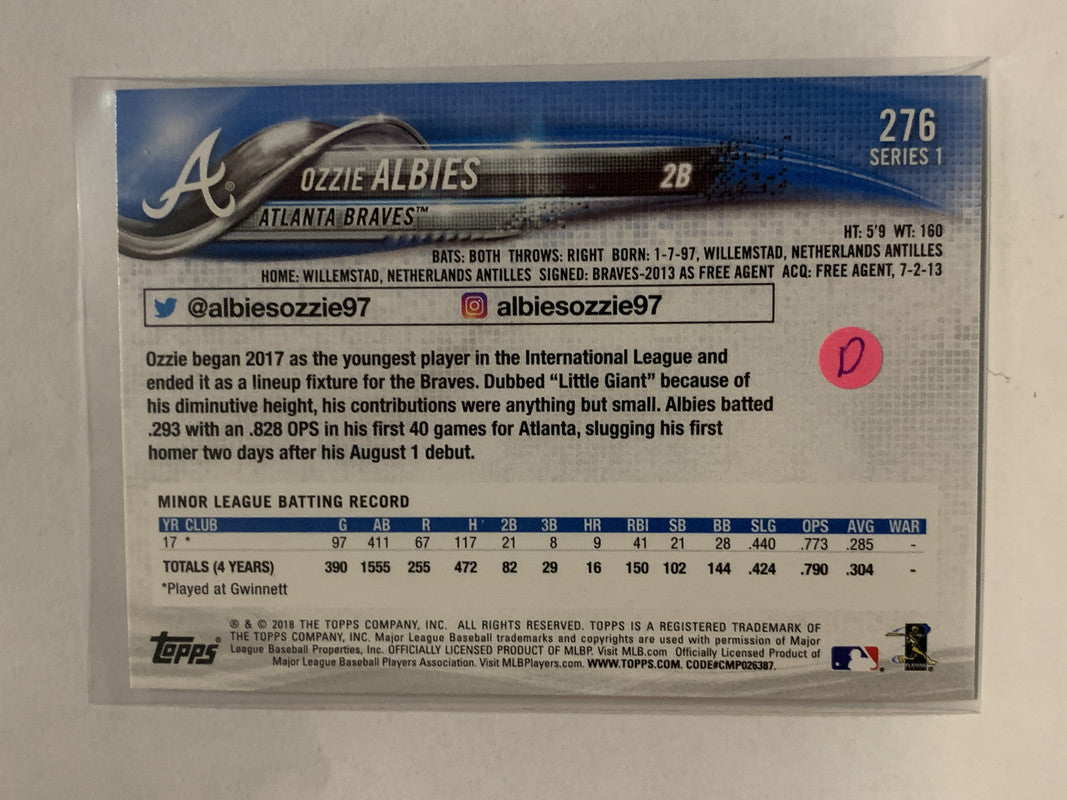 276
SERIES 1
A
OZZIE ALBIES 2B
ATLANTA BRAVES™
HT: 5'9 WT: 160
BATS: BOTH THROWS: RIGHT BORN: 1-7-97, WILLEMSTAD, NETHERLANDS ANTILLES
HOME: WILLEMSTAD, NETHERLANDS ANTILLES SIGNED: BRAVES-2013 AS FREE AGENT ACQ: FREE AGENT, 7-2-13
@albiesozzie97 albiesozzie97
D
Ozzie began 2017 as the youngest player in the International League and
ended it as a lineup fixture for the Braves. Dubbed “Little Giant” because of
his diminutive height, his contributions were anything but small. Albies batted
.293 with an .828 OPS in his first 40 games for Atlanta, slugging his first
homer two days after his August 1 debut.
MINOR LEAGUE BATTING RECORD
YR CLUB G AB R H 2B 3B HR RBI SB BB SLG OPS AVG WAR
17 * 97 411 67 117 21 8 9 41 21 28 .440 .773 .285 -
TOTALS (4 YEARS) 390 1555 255 472 82 29 16 150 102 144 .424 .790 .304 -
*Played at Gwinnett
Topps®
® & © 2018 THE TOPPS COMPANY, INC. ALL RIGHTS RESERVED. TOPPS IS A REGISTERED TRADEMARK OF
THE TOPPS COMPANY, INC. Major League Baseball trademarks and copyrights are used with permission of Major
League Baseball Properties, Inc. OFFICIALLY LICENSED PRODUCT OF MLBP. Visit MLB.com Officially Licensed Product of
Major League Baseball Players Association. Visit MLBPlayers.com. WWW.TOPPS.COM. CODE#CMP026387.